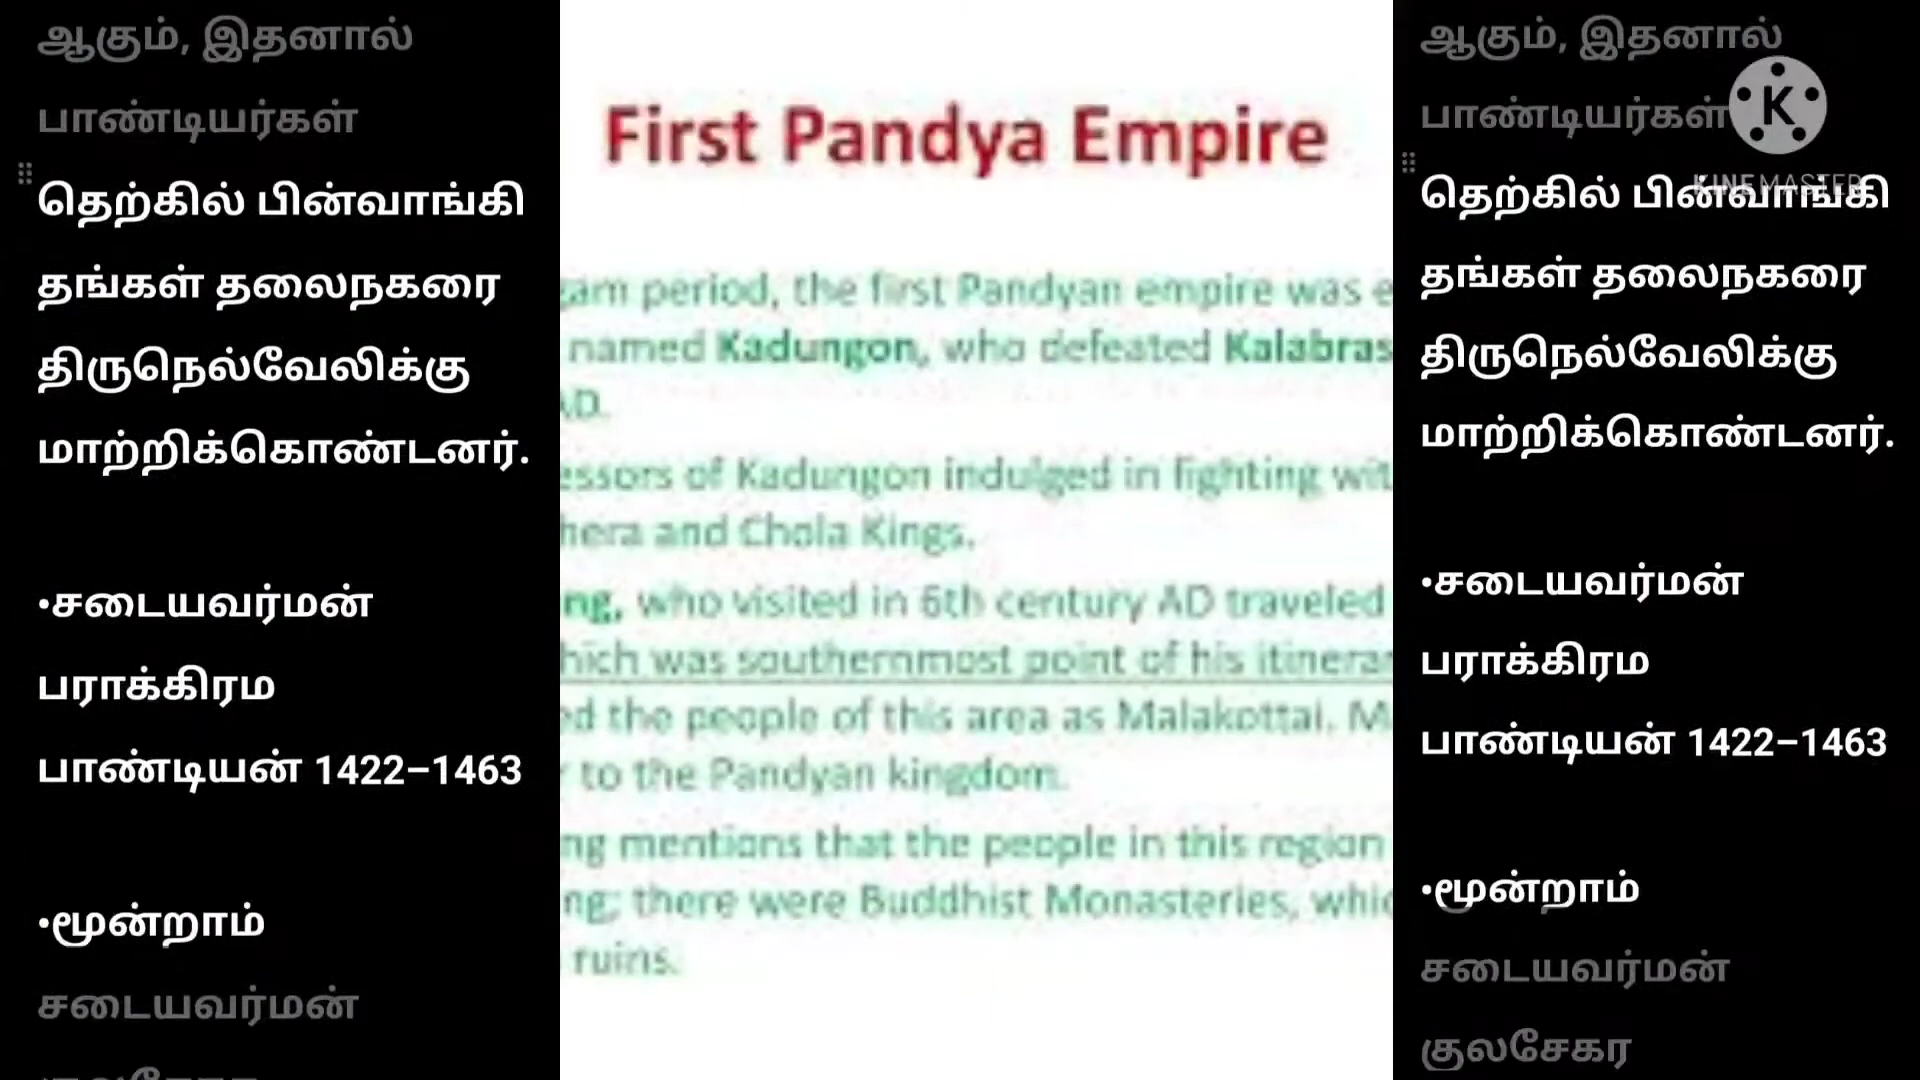 ஆகும், இதனால்
பாண்டியர்கள்
தெற்கில் பின்வாங்கி
தங்கள் தலைநகரை
திருநெல்வேலிக்கு
மாற்றிக்கொண்டனர்.
•சடையவர்மன்
பராக்கிரம
பாண்டியன் 1422–1463
•மூன்றாம்
சடையவர்மன்
First Pandya Empire
gam period, the first Pandyan empire was e
named Kadungon, who defeated Kalabras
AD.
essors of Kadungon indulged in fighting wit
hera and Chola Kings.
ng, who visited in 6th century AD traveled
hich was southernmost point of his itinerar
ed the people of this area as Malakottai. M
r to the Pandyan kingdom.
ng mentions that the people in this region
ng; there were Buddhist Monasteries, whic
ruins.
ஆகும், இதனால்
பாண்டியர்கள்
K
KINEMASTER
தெற்கில் பின்வாங்கி
தங்கள் தலைநகரை
திருநெல்வேலிக்கு
மாற்றிக்கொண்டனர்.
•சடையவர்மன்
பராக்கிரம
பாண்டியன் 1422–1463
•மூன்றாம்
சடையவர்மன்
குலசேகர